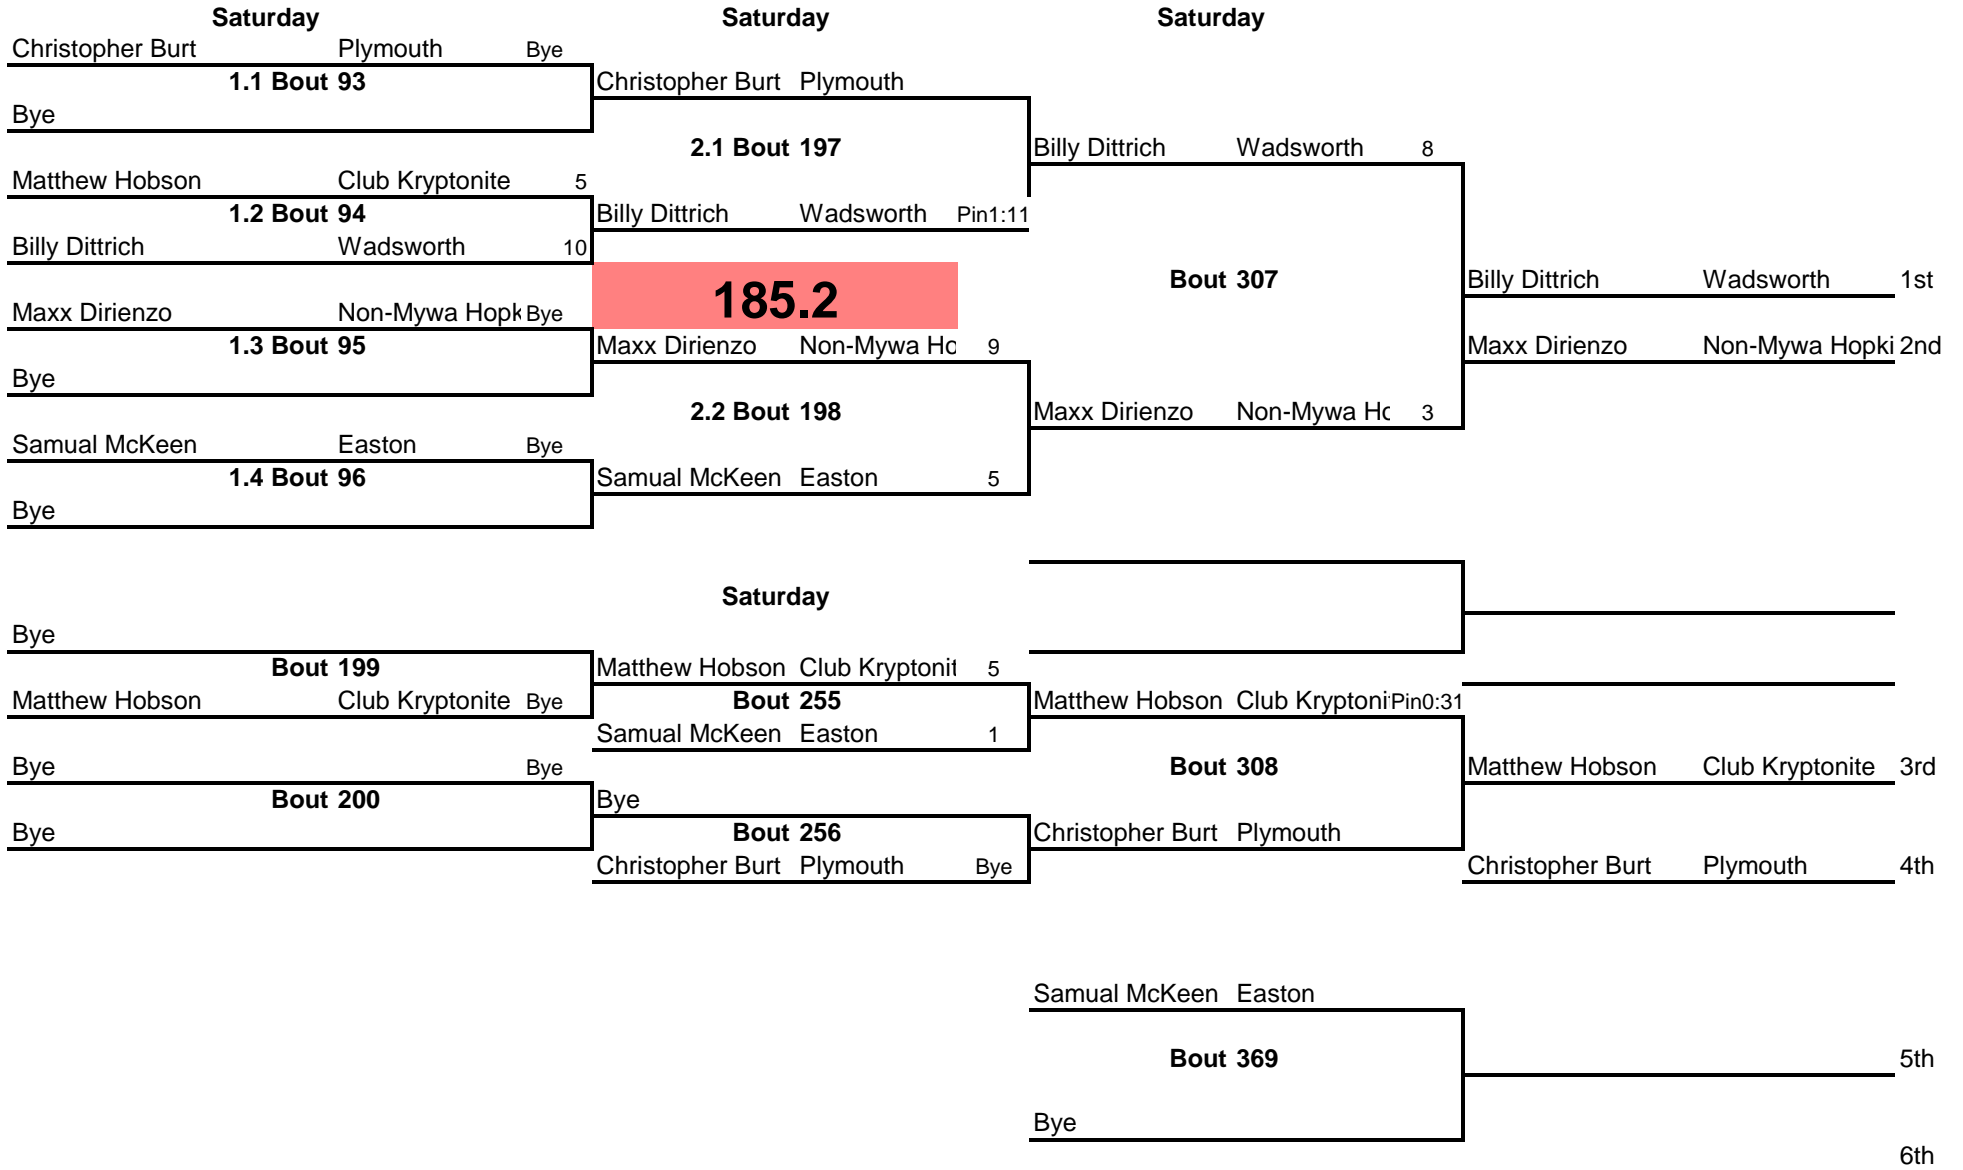 Saturday Saturday Saturday
Christopher Burt Plymouth Bye
1.1 Bout 93 Christopher Burt Plymouth
Bye
2.1 Bout 197 Billy Dittrich Wadsworth 8
Matthew Hobson Club Kryptonite 5
1.2 Bout 94 Billy Dittrich Wadsworth Pin1:11
Billy Dittrich Wadsworth 10
185.2 Bout 307 Billy Dittrich Wadsworth 1st
Maxx Dirienzo Non-Mywa Hopk Bye
1.3 Bout 95 Maxx Dirienzo Non-Mywa Ho 9 Maxx Dirienzo Non-Mywa Hopki 2nd
Bye
2.2 Bout 198 Maxx Dirienzo Non-Mywa Ho 3
Samual McKeen Easton Bye
1.4 Bout 96 Samual McKeen Easton 5
Bye
Saturday
Bye
Bout 199 Matthew Hobson Club Kryptonit 5
Matthew Hobson Club Kryptonite Bye Bout 255 Matthew Hobson Club Kryptoni Pin0:31
Samual McKeen Easton 1
Bye Bye Bout 308 Matthew Hobson Club Kryptonite 3rd
Bout 200 Bye
Bye Bout 256 Christopher Burt Plymouth
Christopher Burt Plymouth Bye Christopher Burt Plymouth 4th
Samual McKeen Easton
Bout 369 5th
Bye
6th